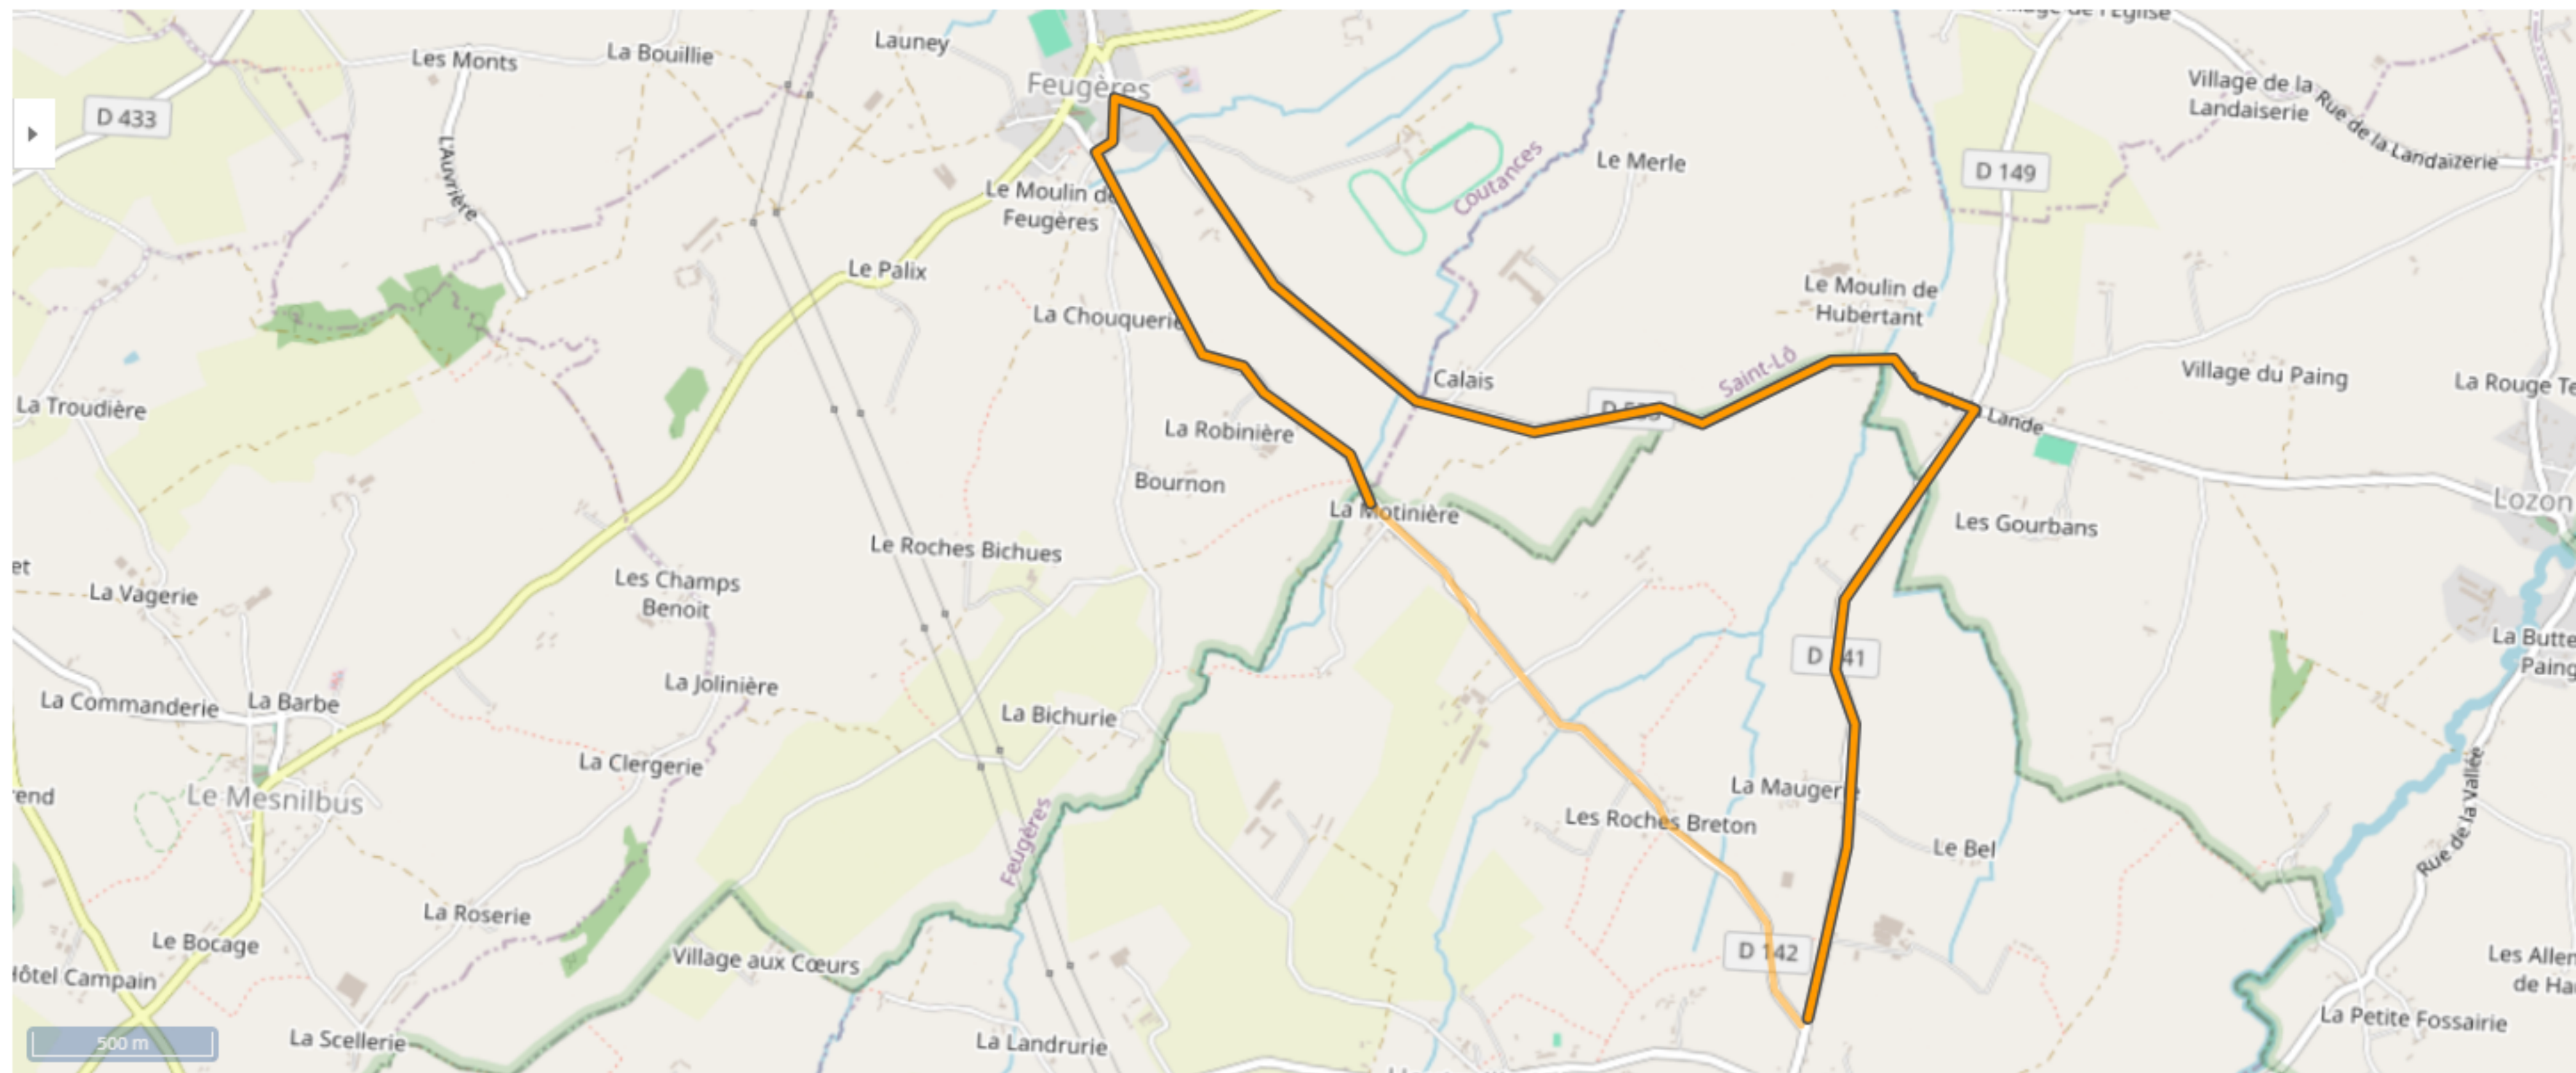 Launey
Les Monts
La Bouillie
Feugères
Village de la
Landaiserie
Rue de la Landaizerie
D 433
L'Auvrière
Coutances
Le Merle
D 149
Le Moulin de
Feugères
Le Palix
Le Moulin de
Hubertant
La Chouquerie
Saint-Lô
Calais
Village du Paing
La Rouge Te
La Troudière
Lande
La Robinière
Bournon
La Motinière
Lozon
Les Gourbans
Le Roches Bichues
et
La Vagerie
Les Champs
Benoit
La Butte
Paing
D 41
La Jolinière
La Commanderie
La Barbe
La Bichurie
La Clergerie
La Maugerie
rend
Le Mesnilbus
Les Roches Breton
Le Bel
Rue de la Vallée
Feugères
La Roserie
Le Bocage
Village aux Cœurs
D 142
Les Allen
de Ha
Hôtel Campain
La Petite Fossairie
La Scellerie
La Landrurie
500 m